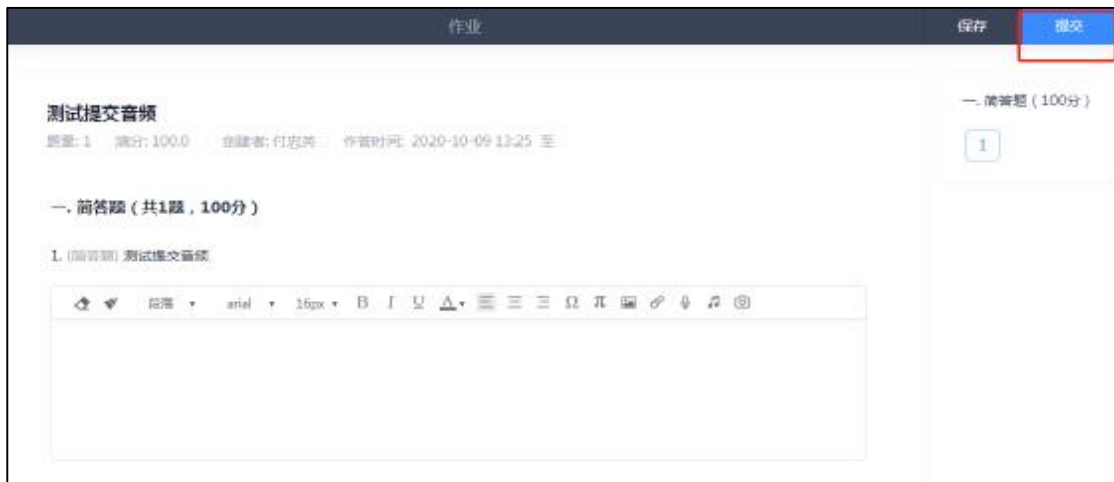 作业
保存 提交
测试提交音频
题量: 1 满分: 100.0 创建者: 作答时间: 2020-10-09 13:25 至
一. 简答题 ( 共1题 , 100分 )
1. (简答题) 测试提交音频
段落 arial 16px B I U A Ω π
一. 简答题 ( 100分 )
1